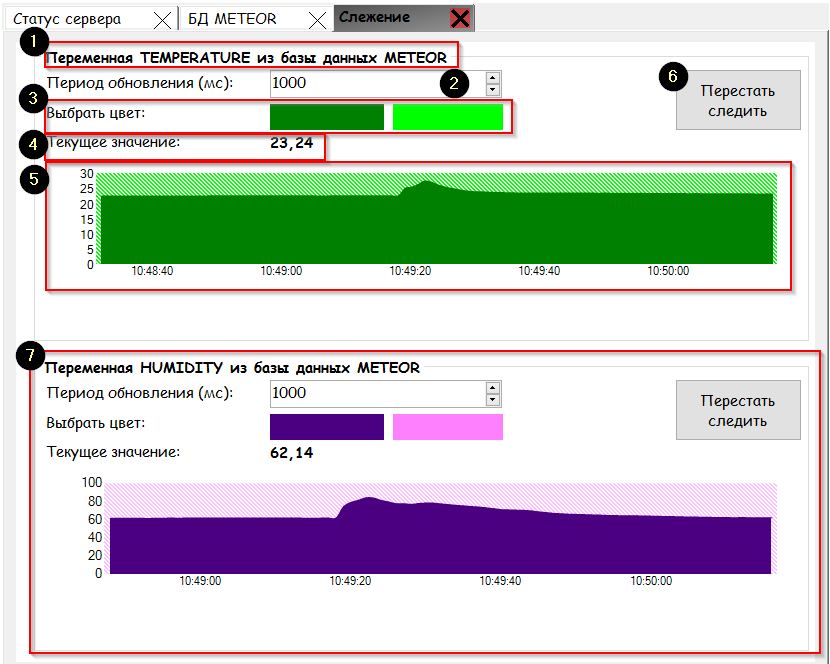 Статус сервера БД METEOR Слежение
1
Переменная TEMPERATURE из базы данных METEOR
Период обновления (мс): 1000 2
6 Перестать следить
3 Выбрать цвет:
4 Текущее значение: 23,24
5
30
25
20
15
10
5
0
10:48:40 10:49:00 10:49:20 10:49:40 10:50:00
7
Переменная HUMIDITY из базы данных METEOR
Период обновления (мс): 1000
Перестать следить
Выбрать цвет:
Текущее значение: 62,14
100
80
60
40
20
0
10:49:00 10:49:20 10:49:40 10:50:00